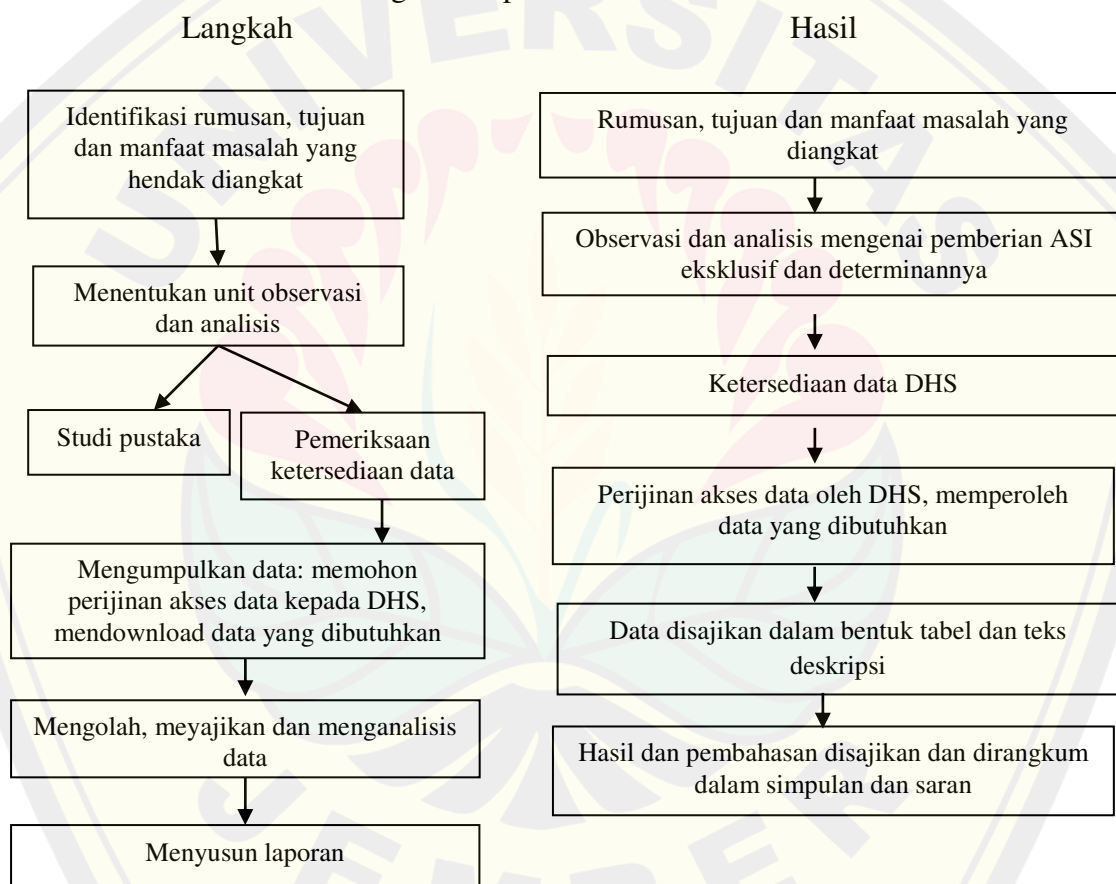 UNIVERSITAS
Langkah
Identifikasi rumusan, tujuan
dan manfaat masalah yang
hendak diangkat
Menentukan unit observasi
dan analisis
Studi pustaka
Pemeriksaan
ketersediaan data
Mengumpulkan data: memohon
perijinan akses data kepada DHS,
mendownload data yang dibutuhkan
Mengolah, meyajikan dan menganalisis
data
Menyusun laporan
Hasil
Rumusan, tujuan dan manfaat masalah yang
diangkat
Observasi dan analisis mengenai pemberian ASI
eksklusif dan determinannya
Ketersediaan data DHS
Perijinan akses data oleh DHS, memperoleh
data yang dibutuhkan
Data disajikan dalam bentuk tabel dan teks
deskripsi
Hasil dan pembahasan disajikan dan dirangkum
dalam simpulan dan saran